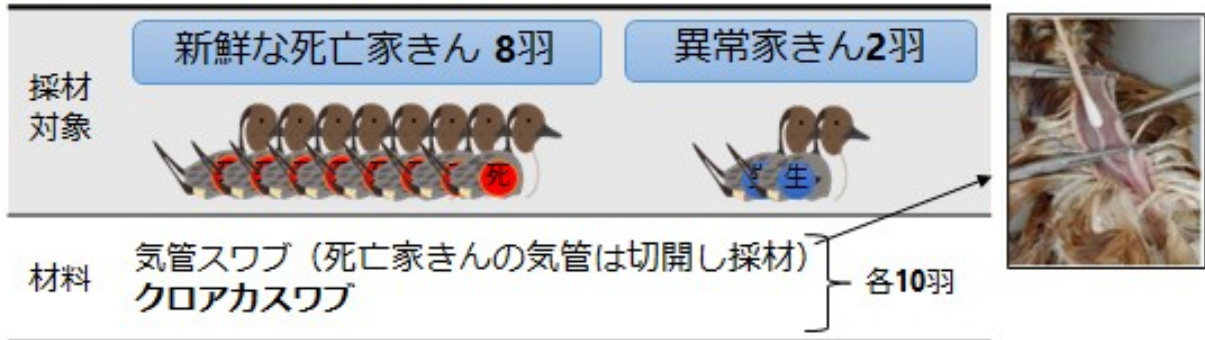 新鮮な死亡家きん 8羽
異常家きん2羽
採材
対象
死
生
材料
気管スワブ（死亡家きんの気管は切開し採材）
クロアカスワブ
各10羽